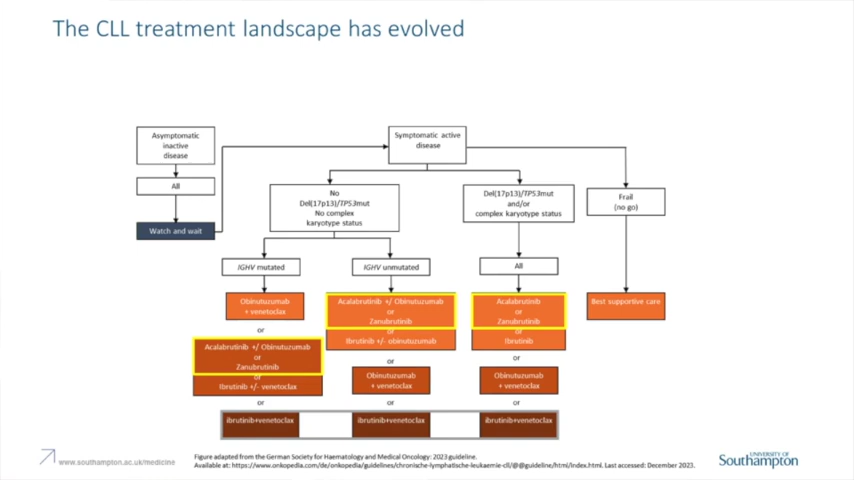 The CLL treatment landscape has evolved
Asymptomatic
inactive
disease
Symptomatic active
disease
All
No
Del(17p13)/TP53mut
No complex
karyotype status
Del(17p13)/TP53mut
and/or
complex karyotype status
Frail
(no go)
Watch and wait
IGHV mutated
IGHV unmutated
All
Obinutuzumab
+ venetoclax
or
Acalabrutinib +/ Obinutuzumab
or
Zanubrutinib
or
Ibrutinib +/- venetoclax
or
ibrutinib+venetoclax
Acalabrutinib +/ Obinutuzumab
or
Zanubrutinib
or
Ibrutinib +/- obinutuzumab
or
Obinutuzumab
+ venetoclax
or
ibrutinib+venetoclax
Acalabrutinib
or
Zanubrutinib
or
Ibrutinib
or
Obinutuzumab
+ venetoclax
or
ibrutinib+venetoclax
Best supportive care
www.southampton.ac.uk/medicine
Figure adapted from the German Society for Haematology and Medical Oncology: 2023 guideline.
Available at: https://www.onkopedia.com/de/onkopedia/guidelines/chronische-lymphatische-leukaemie-cll/@@guideline/html/index.html. Last accessed: December 2023.
UNIVERSITY OF
Southampton